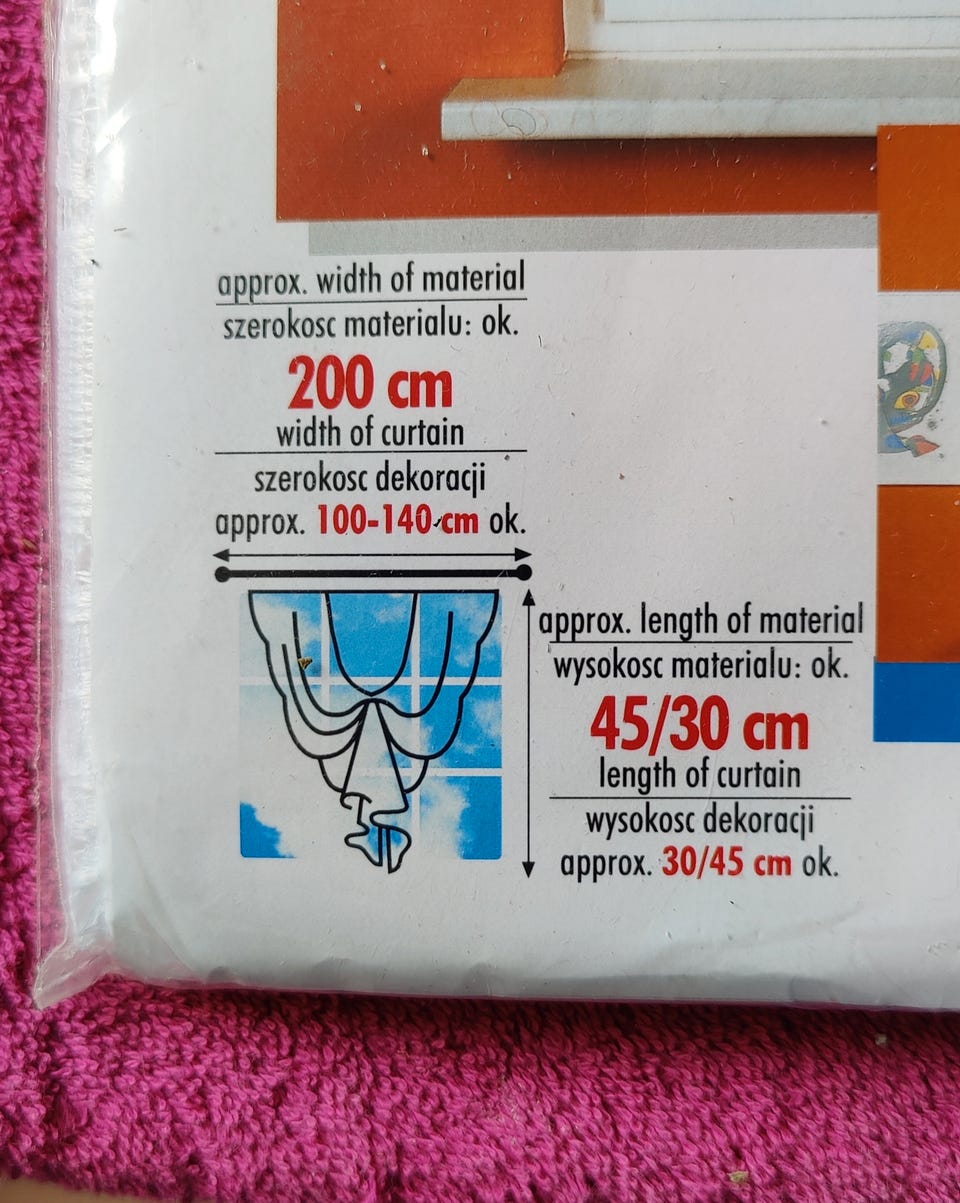 approx. width of material
szerokosc materialu: ok.
200 cm
width of curtain
szerokosc dekoracji
approx. 100-140 cm ok.
approx. length of material
wysokosc materialu: ok.
45/30 cm
length of curtain
wysokosc dekoracji
approx. 30/45 cm ok.